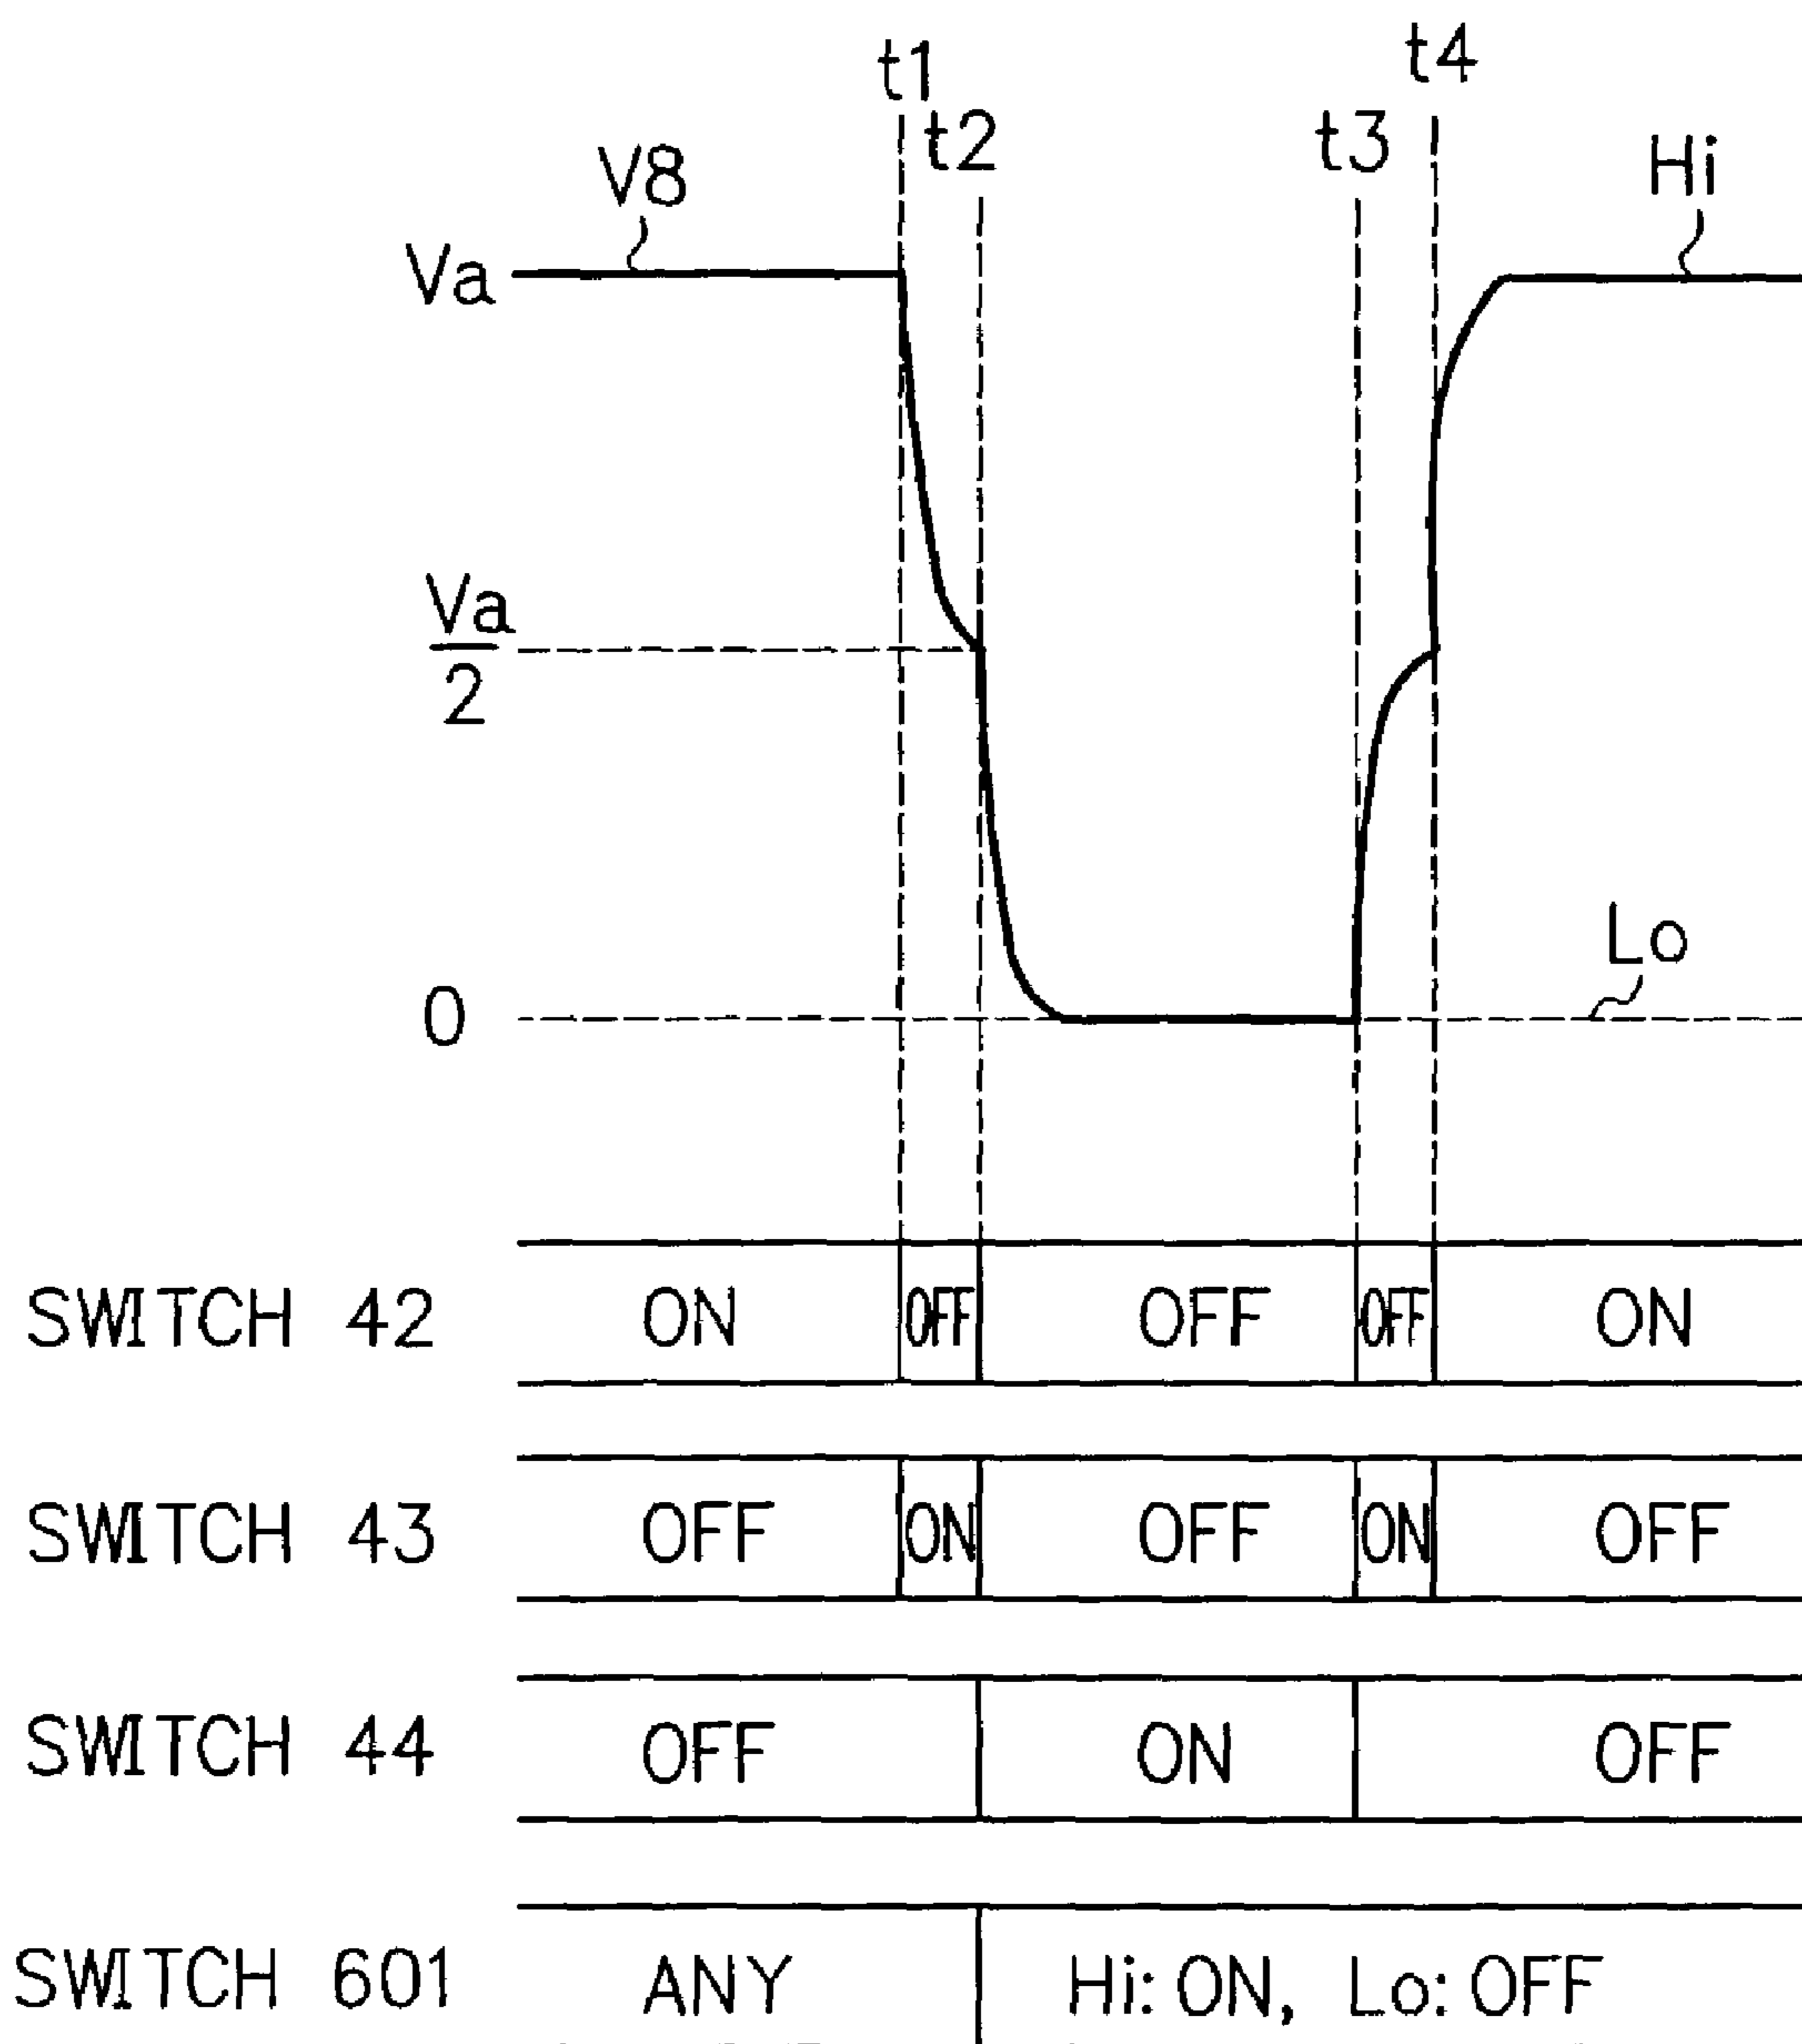 t1
t4
t2
t3
V8
Hi
Va
Va
2
Lo
0
SWITCH 42 ON OFF OFF OFF ON
SWITCH 43 OFF ON OFF ON OFF
SWITCH 44 OFF ON OFF
SWITCH 601 ANY Hi: ON, Lo: OFF